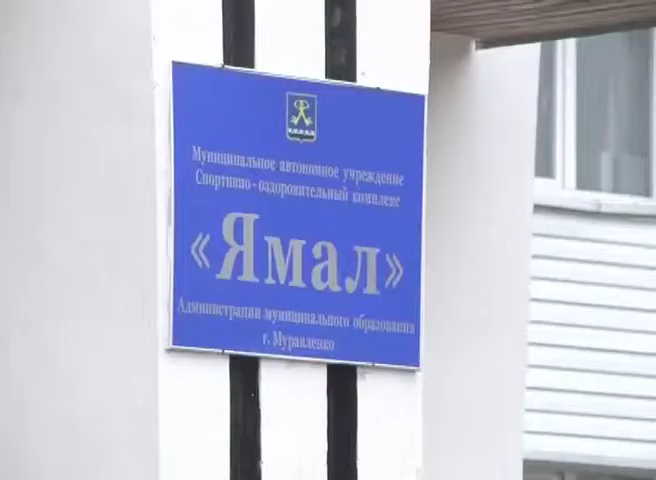 Муниципальное автономное учреждение
Спортивно - оздоровительный комплекс
«Ямал»
Администрации муниципального образования
г. Муравленко